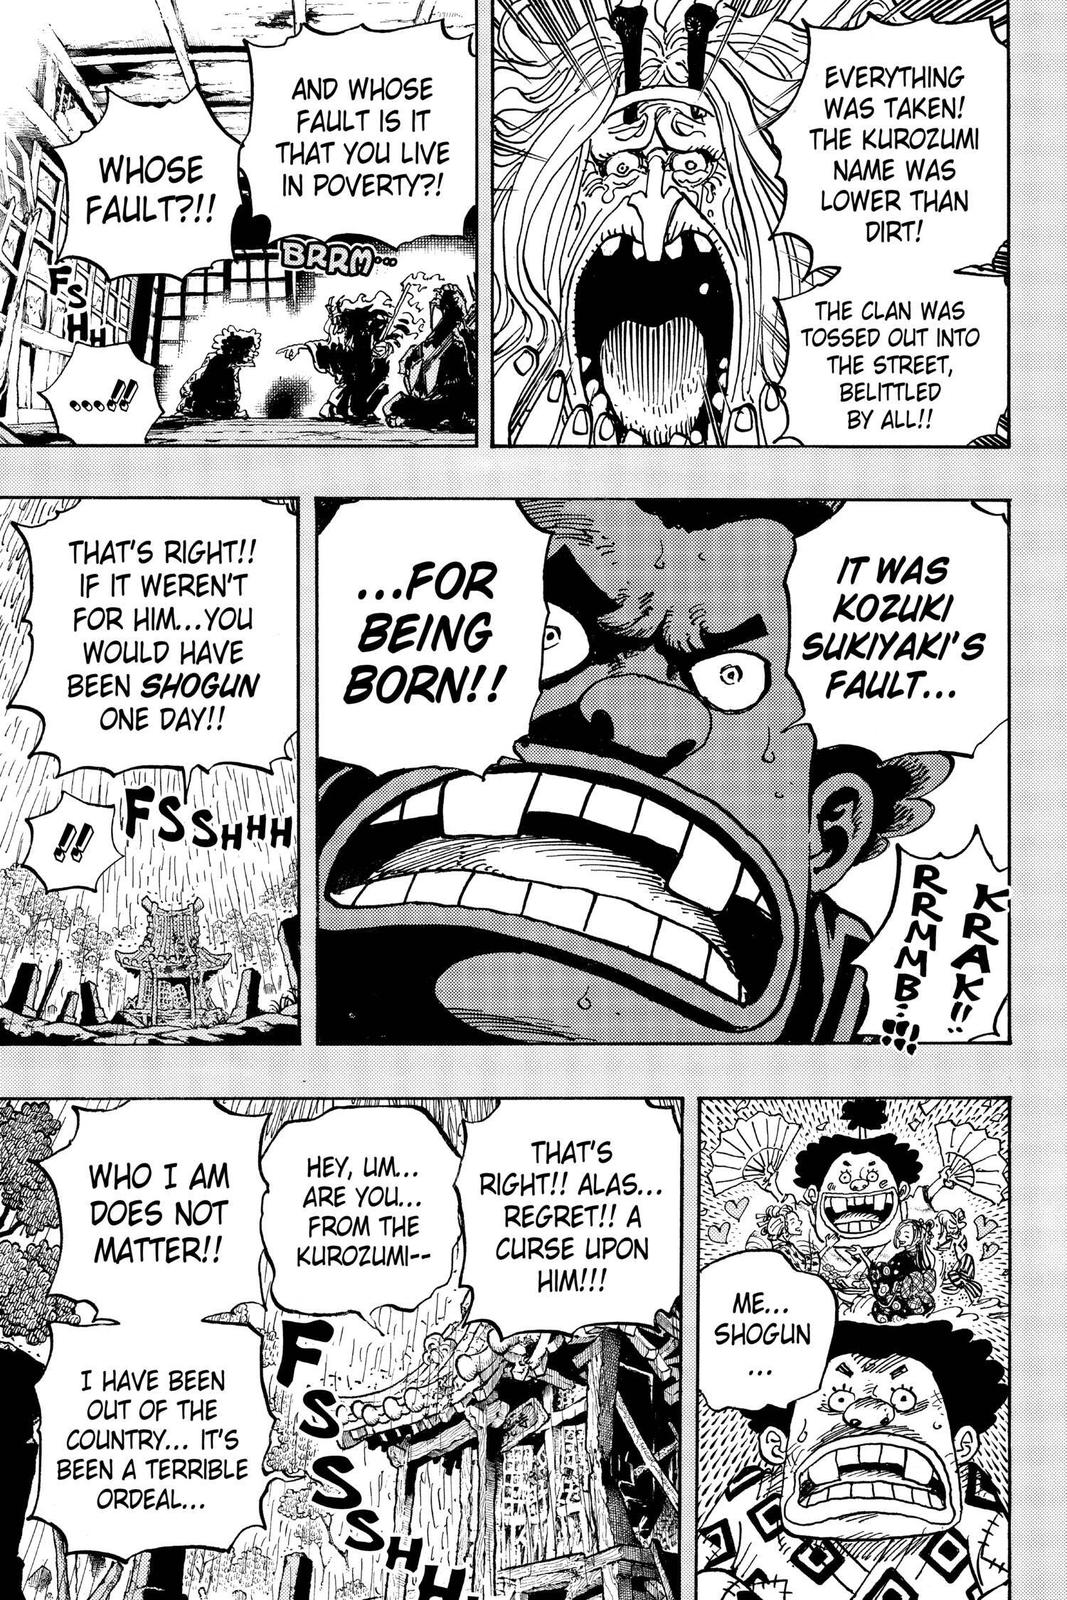 EVERYTHING
WAS TAKEN!
THE KUROZUMI
NAME WAS
LOWER THAN
DIRT!
THE CLAN WAS
TOSSED OUT INTO
THE STREET,
BELITTLED
BY ALL!!
AND WHOSE
FAULT IS IT
THAT YOU LIVE
IN POVERTY?!
WHOSE
FAULT?!!
BRRM...
FSHH
....!!
IT WAS
KOZUKI
SUKIYAKI'S
FAULT...
...FOR
BEING
BORN!!
KRAK!!
RRMMB...!!!
THAT'S RIGHT!!
IF IT WEREN'T
FOR HIM...YOU
WOULD HAVE
BEEN SHOGUN
ONE DAY!!
FSSHHH
!!
ME...
SHOGUN
...
THAT'S
RIGHT!! ALAS...
REGRET!! A
CURSE UPON
HIM!!!
HEY, UM...
ARE YOU...
FROM THE
KUROZUMI--
WHO I AM
DOES NOT
MATTER!!
I HAVE BEEN
OUT OF THE
COUNTRY... IT'S
BEEN A TERRIBLE
ORDEAL...
FSSSHH